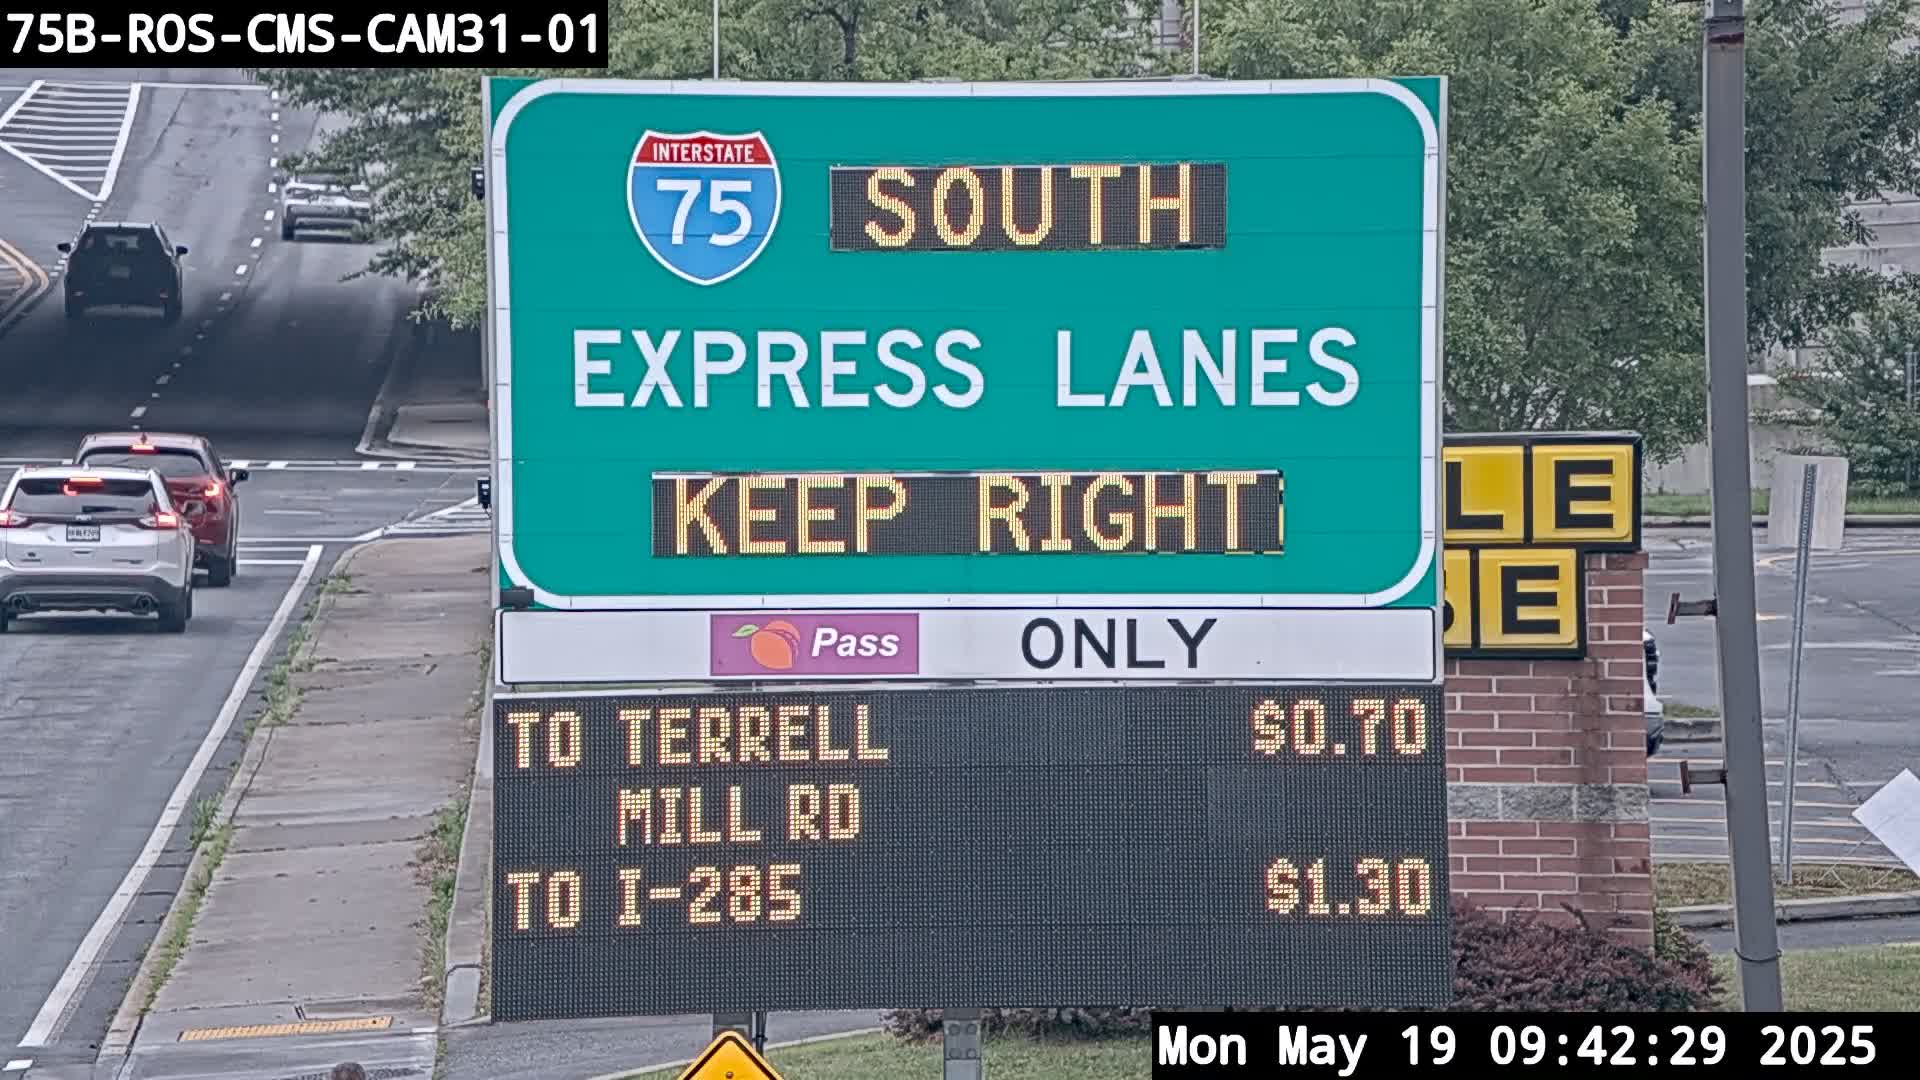 75B-ROS-CMS-CAM31-01
INTERSTATE
75
SOUTH
EXPRESS LANES
KEEP RIGHT
Pass ONLY
TO TERRELL $0.70
MILL RD
TO I-285 $1.30
LE
E
Mon May 19 09:42:29 2025